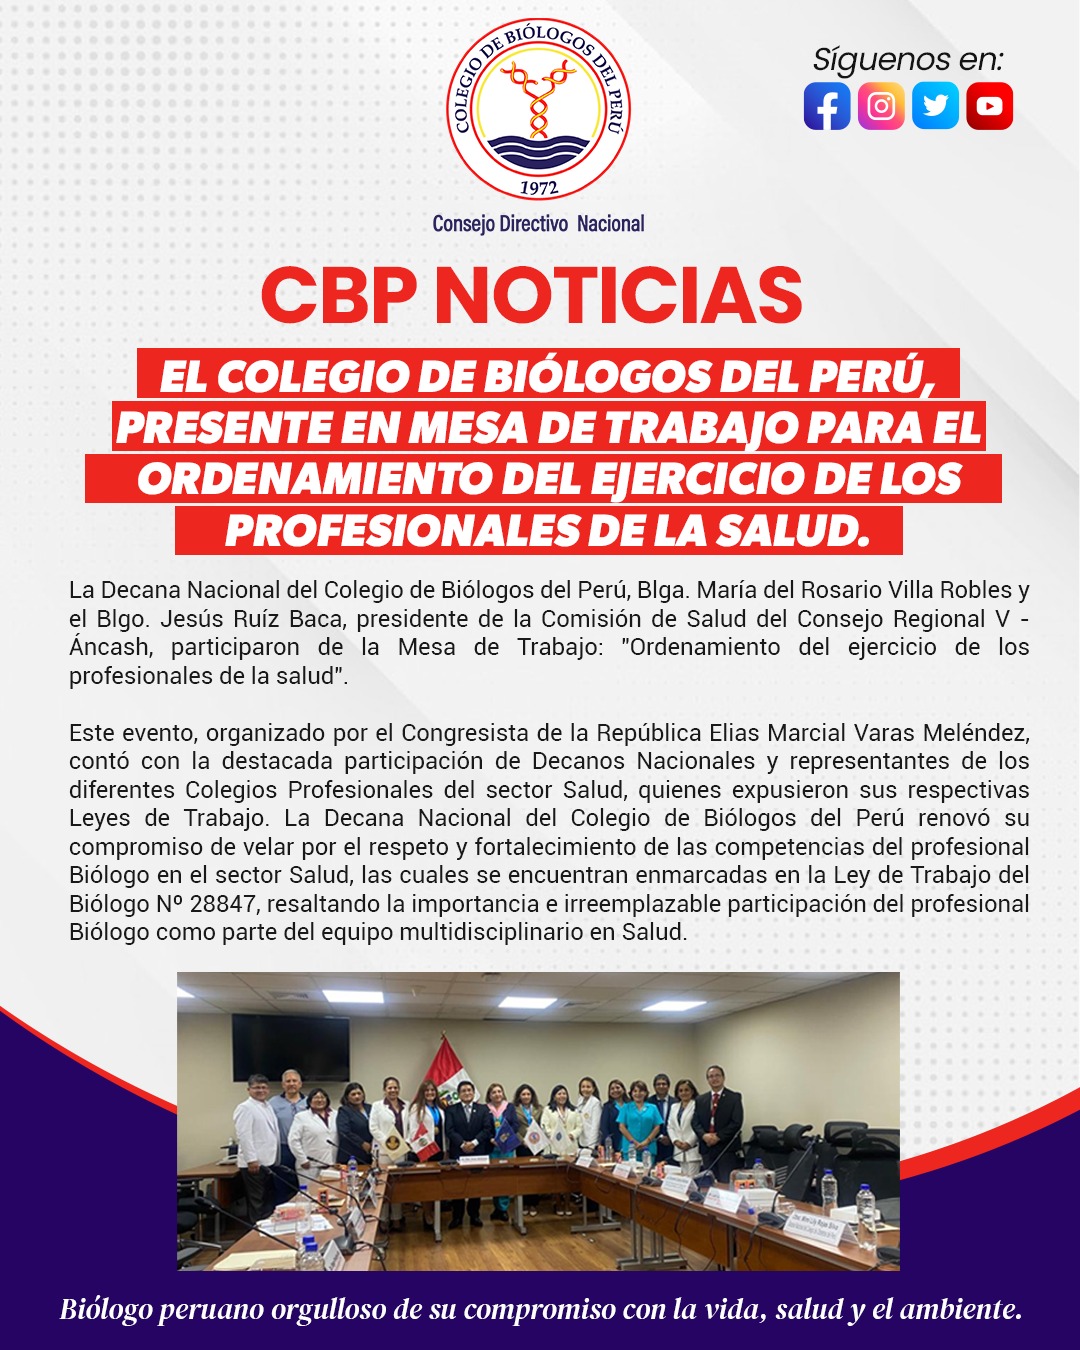 COLEGIO DE BIÓLOGOS DEL PERÚ
1972
Consejo Directivo Nacional
Síguenos en:
CBP NOTICIAS
EL COLEGIO DE BIÓLOGOS DEL PERÚ,
PRESENTE EN MESA DE TRABAJO PARA EL
ORDENAMIENTO DEL EJERCICIO DE LOS
PROFESIONALES DE LA SALUD.
La Decana Nacional del Colegio de Biólogos del Perú, Blga. María del Rosario Villa Robles y
el Blgo. Jesús Ruíz Baca, presidente de la Comisión de Salud del Consejo Regional V -
Áncash, participaron de la Mesa de Trabajo: "Ordenamiento del ejercicio de los
profesionales de la salud".
Este evento, organizado por el Congresista de la República Elias Marcial Varas Meléndez,
contó con la destacada participación de Decanos Nacionales y representantes de los
diferentes Colegios Profesionales del sector Salud, quienes expusieron sus respectivas
Leyes de Trabajo. La Decana Nacional del Colegio de Biólogos del Perú renovó su
compromiso de velar por el respeto y fortalecimiento de las competencias del profesional
Biólogo en el sector Salud, las cuales se encuentran enmarcadas en la Ley de Trabajo del
Biólogo Nº 28847, resaltando la importancia e irreemplazable participación del profesional
Biólogo como parte del equipo multidisciplinario en Salud.
Biólogo peruano orgulloso de su compromiso con la vida, salud y el ambiente.